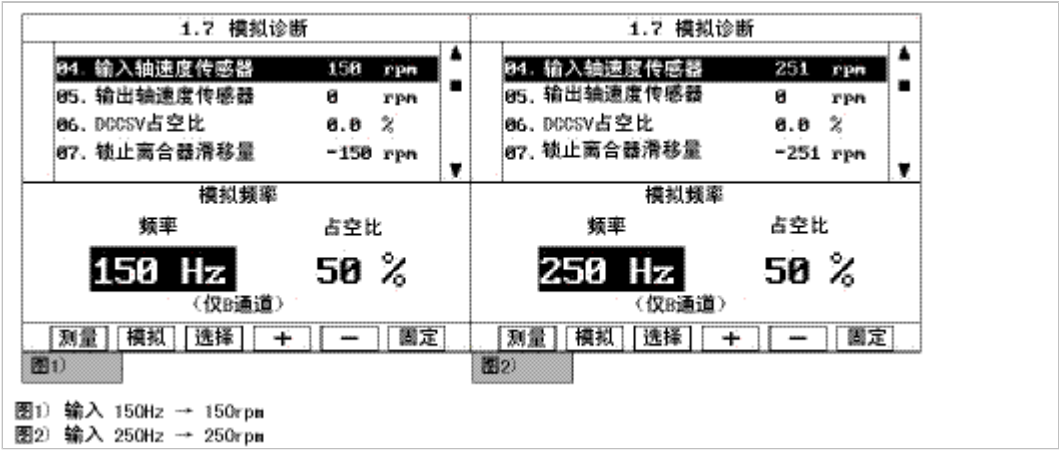 1.7 模拟诊断
04. 输入轴速度传感器 150 rpm
05. 输出轴速度传感器 0 rpm
06. DCCSV占空比 0.0 %
07. 锁止离合器滑移量 -150 rpm
模拟频率
频率 占空比
150 Hz 50 %
(仅B通道)
测量 模拟 选择 + - 固定
图1)
1.7 模拟诊断
04. 输入轴速度传感器 251 rpm
05. 输出轴速度传感器 0 rpm
06. DCCSV占空比 0.0 %
07. 锁止离合器滑移量 -251 rpm
模拟频率
频率 占空比
250 Hz 50 %
(仅B通道)
测量 模拟 选择 + - 固定
图2)
图1) 输入 150Hz → 150rpm
图2) 输入 250Hz → 250rpm